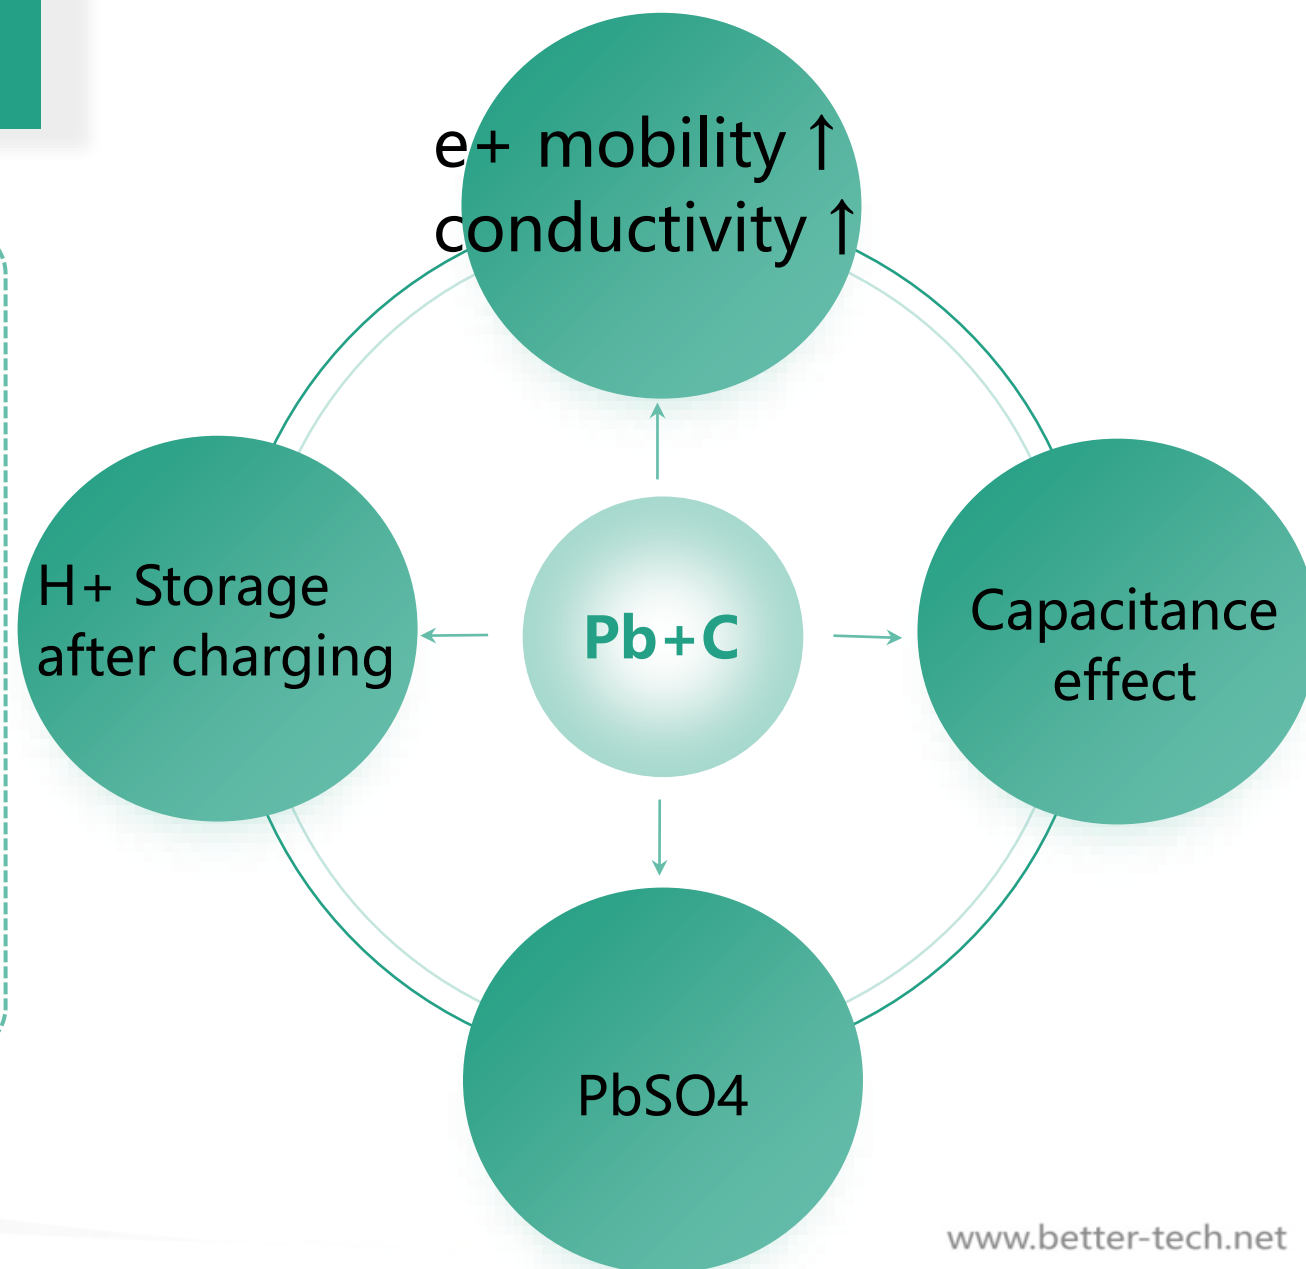 e+ mobility ↑
conductivity ↑
H+ Storage
after charging
Pb+C
Capacitance
effect
PbSO4
www.better-tech.net